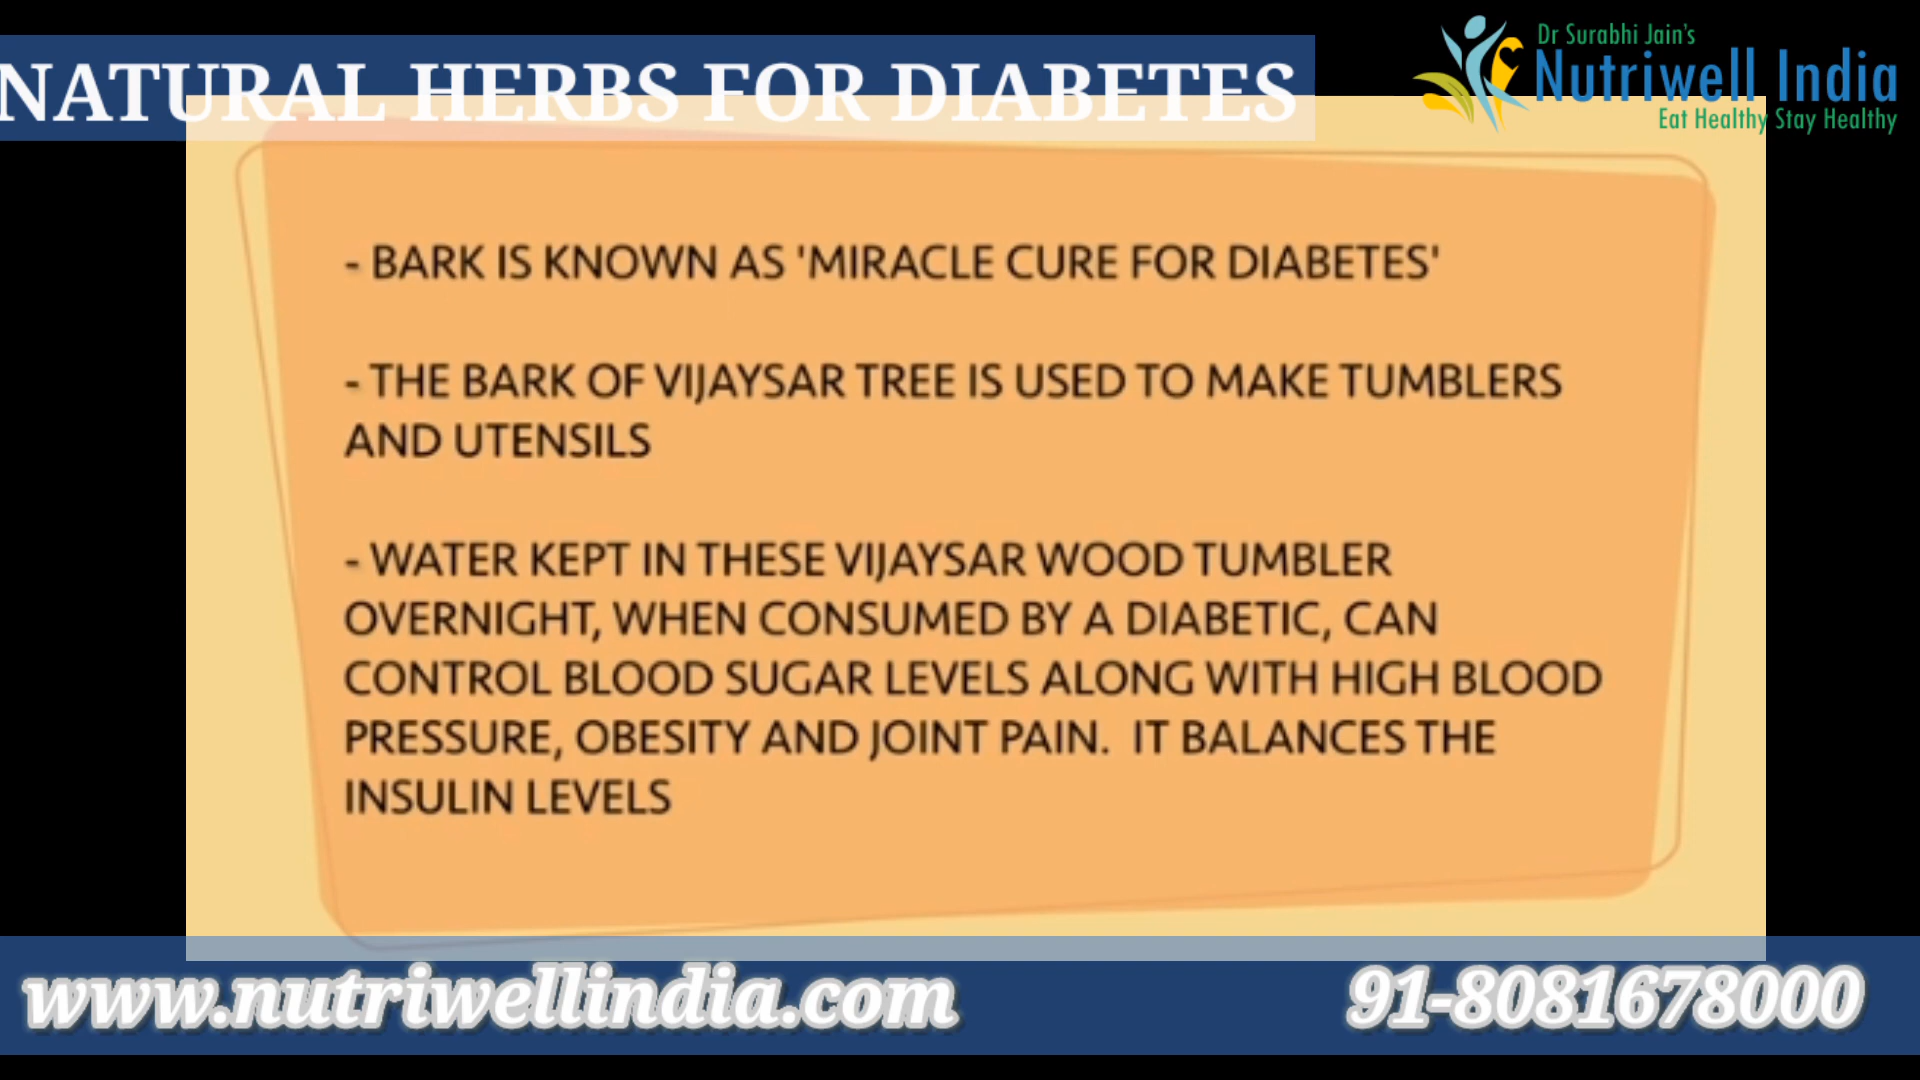 NATURAL HERBS FOR DIABETES
Dr Surabhi Jain's
Nutriwell India
Eat Healthy Stay Healthy
- BARK IS KNOWN AS 'MIRACLE CURE FOR DIABETES'
- THE BARK OF VIJAYSAR TREE IS USED TO MAKE TUMBLERS
AND UTENSILS
- WATER KEPT IN THESE VIJAYSAR WOOD TUMBLER
OVERNIGHT, WHEN CONSUMED BY A DIABETIC, CAN
CONTROL BLOOD SUGAR LEVELS ALONG WITH HIGH BLOOD
PRESSURE, OBESITY AND JOINT PAIN. IT BALANCES THE
INSULIN LEVELS
www.nutriwellindia.com
91-8081678000